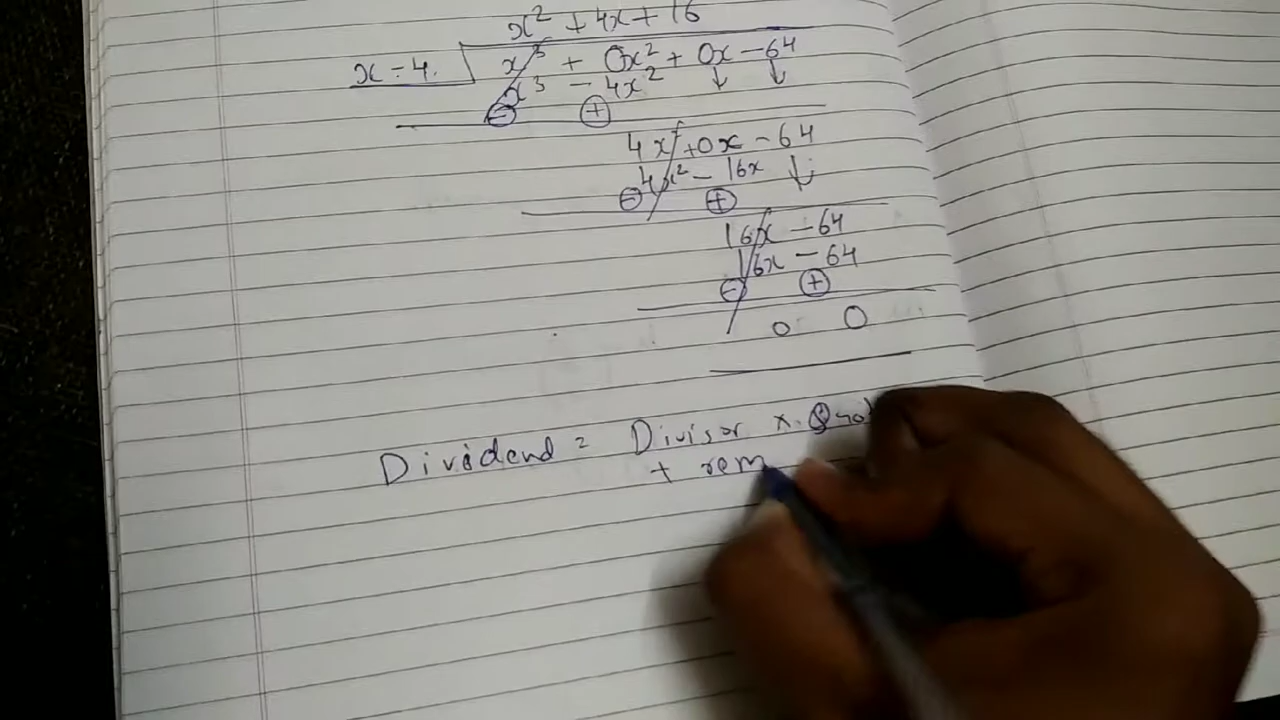 x² + 4x + 16
x - 4 x³ + 0x² + 0x - 64
x³ - 4x² ↓ ↓
⊖ ⊕
4x² + 0x - 64
4x² - 16x ↓
⊖ ⊕
16x - 64
16x - 64
⊖ ⊕
0 0
Dividend = Divisor ×
+ rem